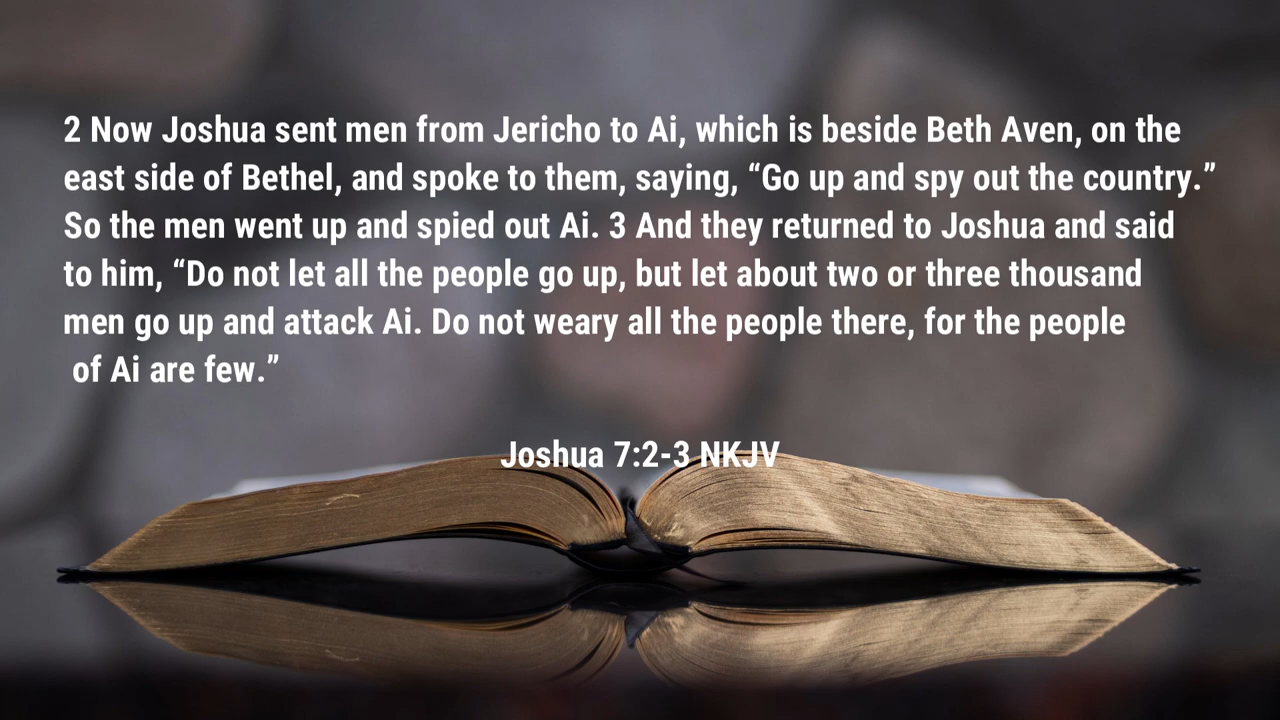 2 Now Joshua sent men from Jericho to Ai, which is beside Beth Aven, on the
east side of Bethel, and spoke to them, saying, “Go up and spy out the country.”
So the men went up and spied out Ai. 3 And they returned to Joshua and said
to him, “Do not let all the people go up, but let about two or three thousand
men go up and attack Ai. Do not weary all the people there, for the people
of Ai are few.”
Joshua 7:2-3 NKJV